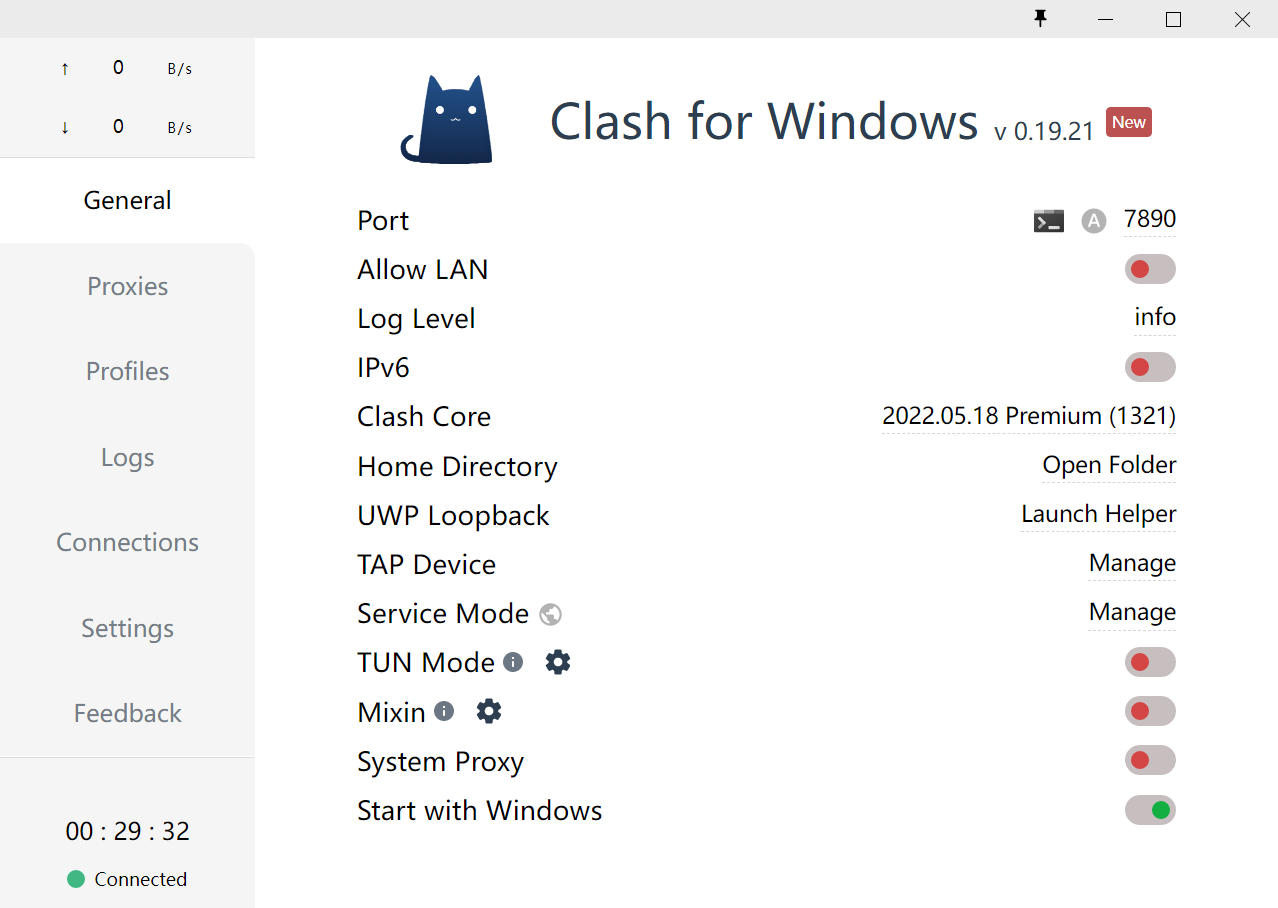 ↑ 0 B/s
↓ 0 B/s
General
Proxies
Profiles
Logs
Connections
Settings
Feedback
00 : 29 : 32
Connected
Clash for Windows v 0.19.21 New
Port A 7890
Allow LAN
Log Level info
IPv6
Clash Core 2022.05.18 Premium (1321)
Home Directory Open Folder
UWP Loopback Launch Helper
TAP Device Manage
Service Mode Manage
TUN Mode
Mixin
System Proxy
Start with Windows